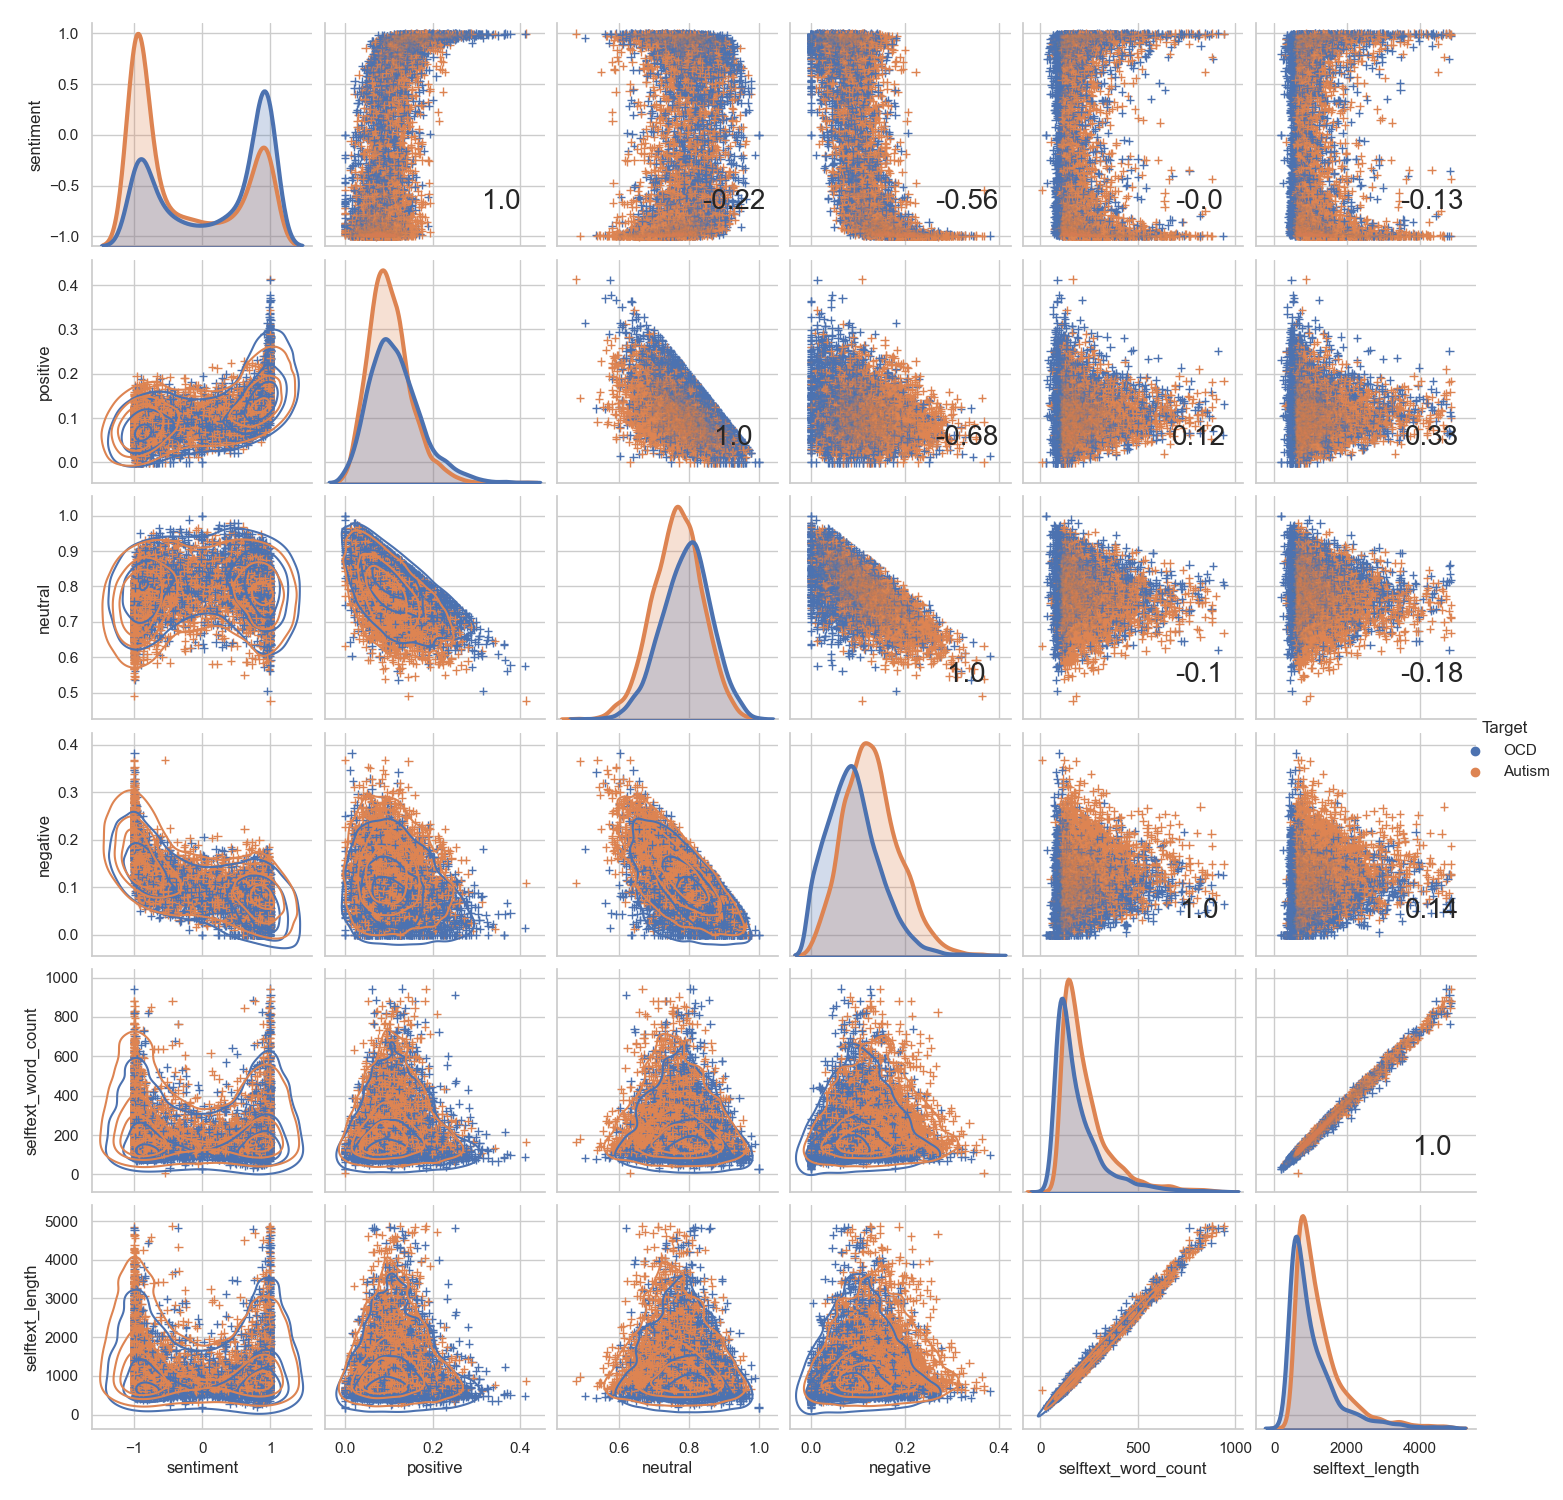 sentiment
1.0
0.5
0.0
−0.5
−1.0
1.0
-0.22
-0.56
-0.0
-0.13
positive
0.4
0.3
0.2
0.1
0.0
1.0
-0.68
0.12
0.33
neutral
1.0
0.9
0.8
0.7
0.6
0.5
1.0
-0.1
-0.18
Target
OCD
Autism
negative
0.4
0.3
0.2
0.1
0.0
1.0
0.14
selftext_word_count
1000
800
600
400
200
0
1.0
selftext_length
5000
4000
3000
2000
1000
0
−1 0 1
0.0 0.2 0.4
0.6 0.8 1.0
0.0 0.2 0.4
0 500 1000
0 2000 4000
sentiment
positive
neutral
negative
selftext_word_count
selftext_length